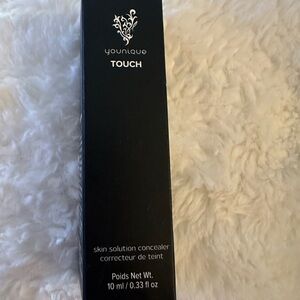 younique
TOUCH
skin solution concealer
correcteur de teint
Poids Net Wt.
10 ml / 0.33 fl oz